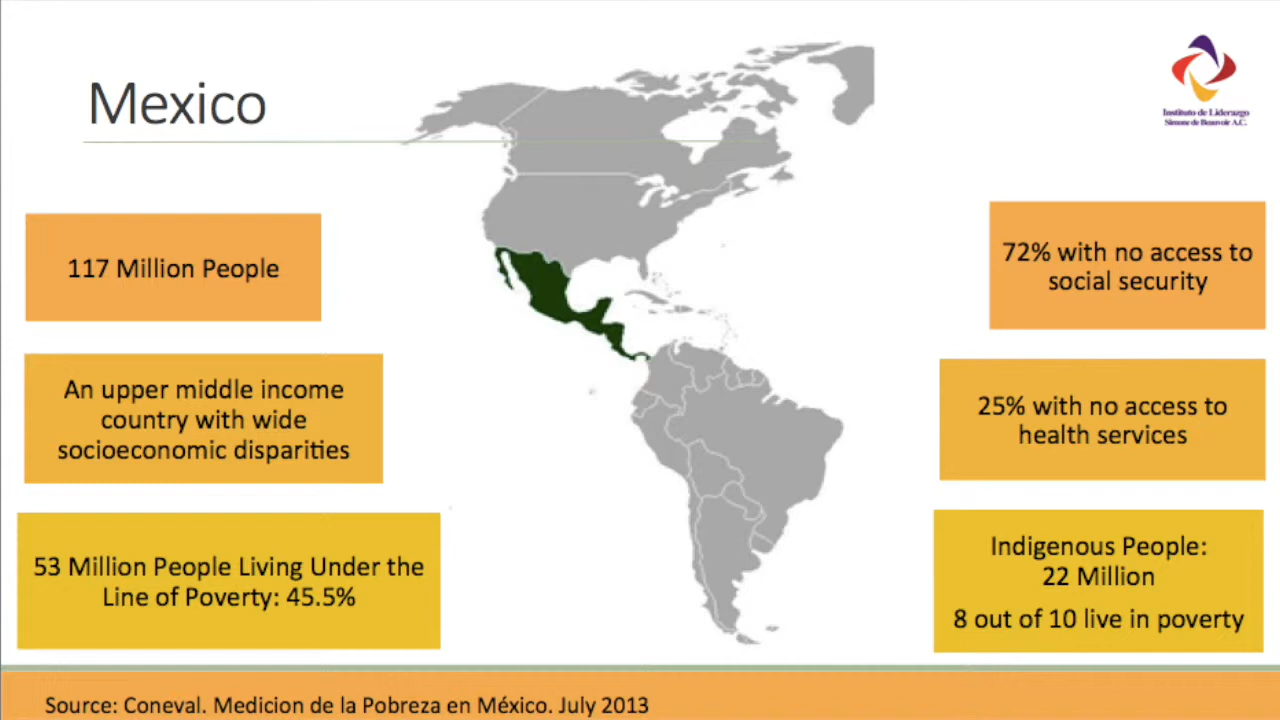 Mexico
Instituto de Liderazgo
Simone de Beauvoir A.C.
117 Million People
An upper middle income
country with wide
socioeconomic disparities
53 Million People Living Under the
Line of Poverty: 45.5%
72% with no access to
social security
25% with no access to
health services
Indigenous People:
22 Million
8 out of 10 live in poverty
Source: Coneval. Medicion de la Pobreza en México. July 2013